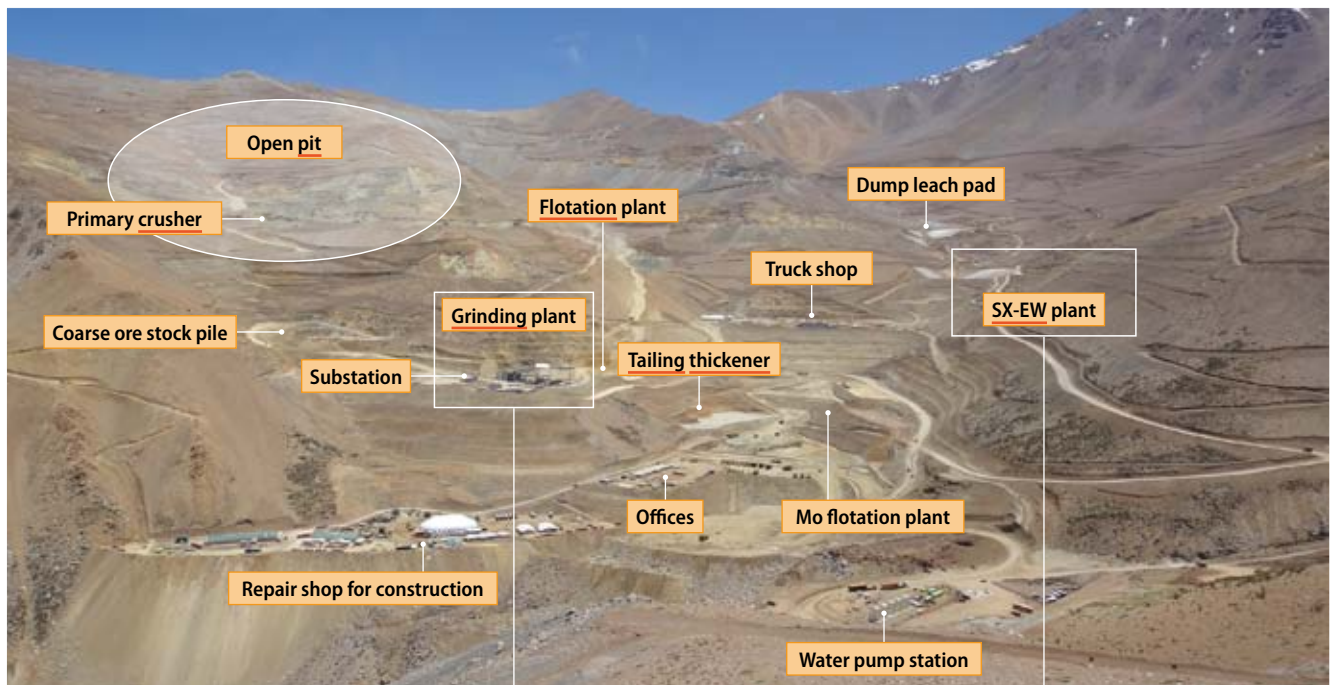 Open pit
Dump leach pad
Flotation plant
Primary crusher
Truck shop
SX-EW plant
Grinding plant
Coarse ore stock pile
Tailing thickener
Substation
Offices
Mo flotation plant
Repair shop for construction
Water pump station